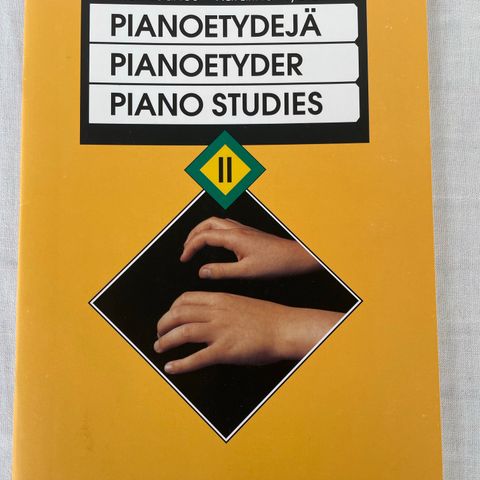 PIANOETYDEJÄ
PIANOETYDER
PIANO STUDIES
II